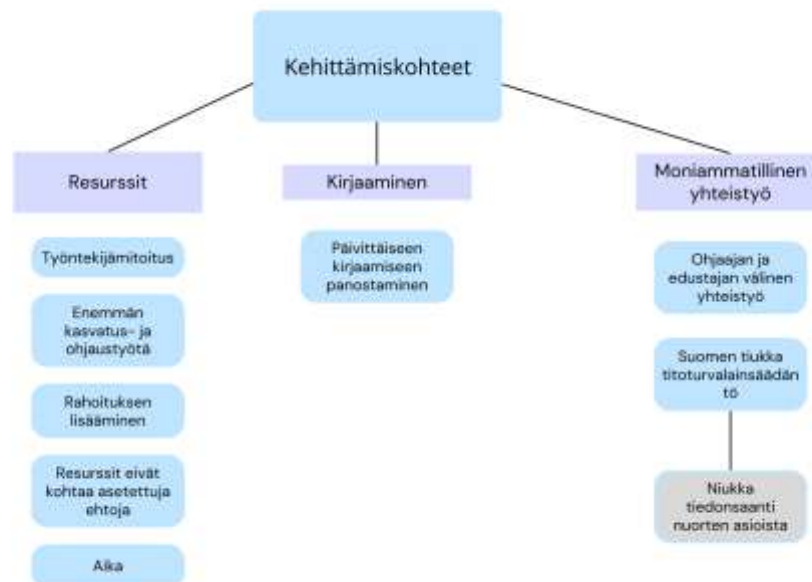 Kehittämiskohteet
Resurssit
Työntekijämitoitus
Enemmän
kasvatus- ja
ohjaustyötä
Rahoituksen
lisääminen
Resurssit eivät
kohtaa asetettuja
ehtoja
Aika
Kirjaaminen
Päivittäiseen
kirjaamiseen
panostaminen
Moniammatillinen
yhteistyö
Ohjaajan ja
edustajan välinen
yhteistyö
Suomen tiukka
titoturvalainsäädän
tö
Niukka
tiedonsaanti
nuorten asioista